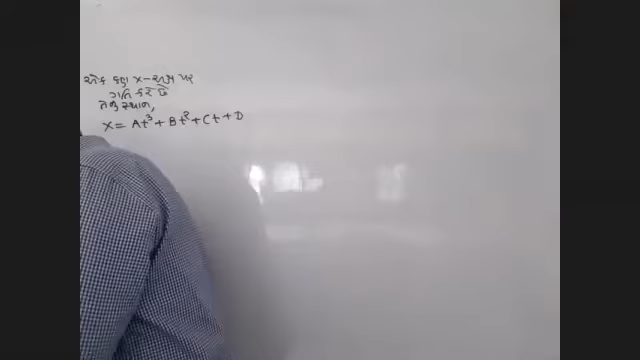 એક કણ x-અક્ષ પર
ગતિ કરે છે
તેનું સ્થાન,
x = At³ + Bt² + Ct + D